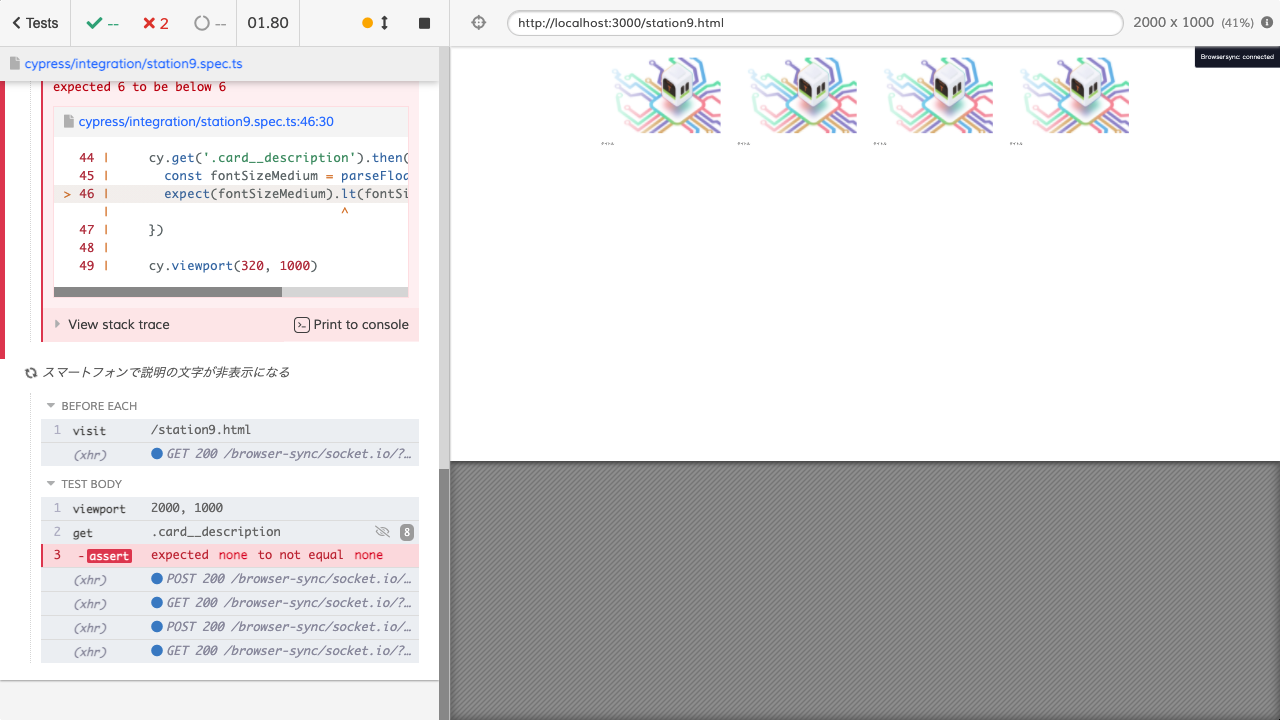 Tests
--
2
--
01.80
http://localhost:3000/station9.html
2000 x 1000 (41%)
cypress/integration/station9.spec.ts
Browsersync: connected
expected 6 to be below 6
cypress/integration/station9.spec.ts:46:30
44 | cy.get('.card__description').then(
45 | const fontSizeMedium = parseFloa
> 46 | expect(fontSizeMedium).lt(fontSi
| ^
47 | })
48 |
49 | cy.viewport(320, 1000)
View stack trace
Print to console
スマートフォンで説明の文字が非表示になる
BEFORE EACH
1 visit /station9.html
(xhr) GET 200 /browser-sync/socket.io/?…
TEST BODY
1 viewport 2000, 1000
2 get .card__description 8
3 -assert expected none to not equal none
(xhr) POST 200 /browser-sync/socket.io/…
(xhr) GET 200 /browser-sync/socket.io/?…
(xhr) POST 200 /browser-sync/socket.io/…
(xhr) GET 200 /browser-sync/socket.io/?…